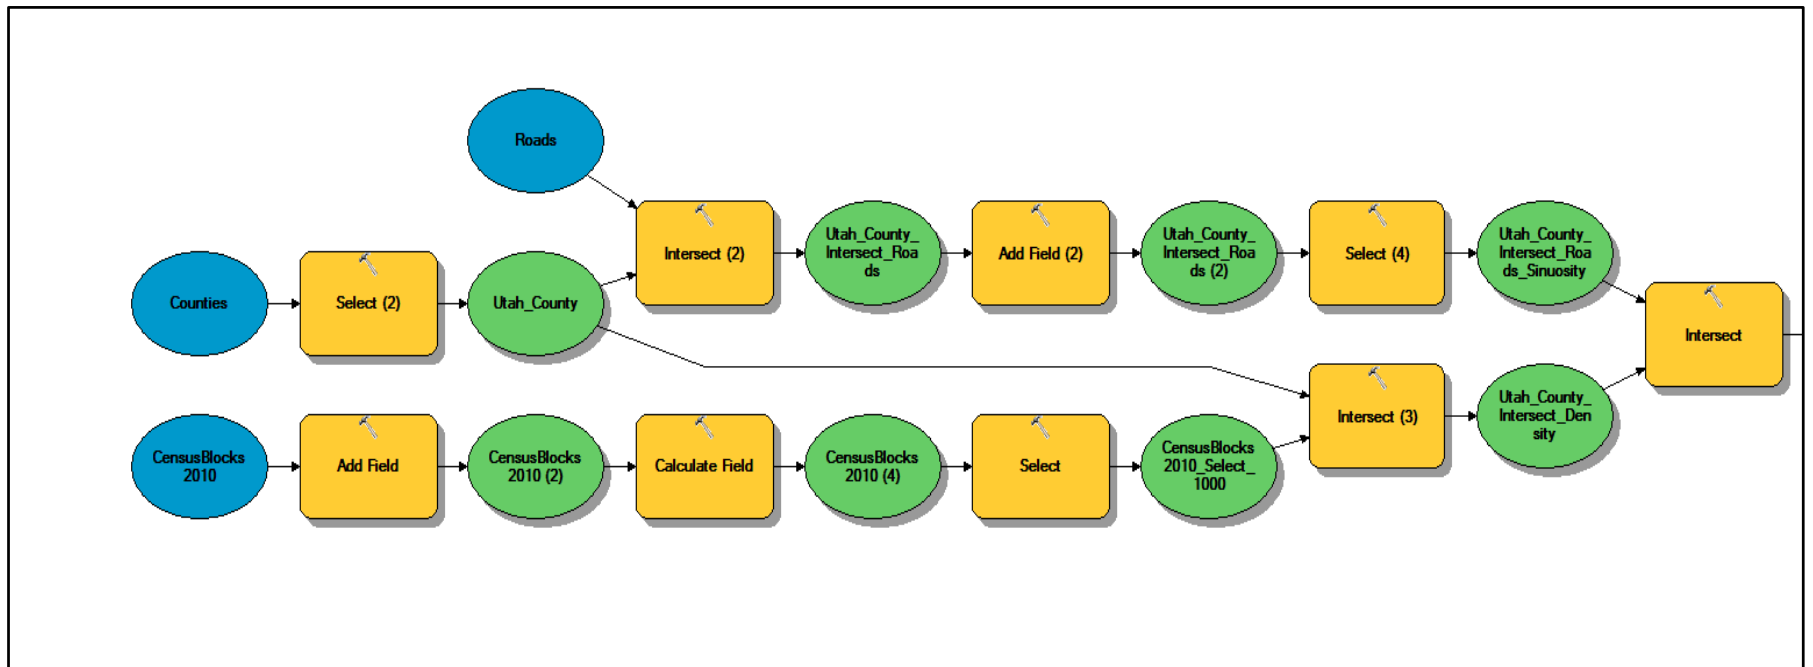 Roads
Intersect (2)
Utah_County_
Intersect_Roa
ds
Add Field (2)
Utah_County_
Intersect_Roa
ds (2)
Select (4)
Utah_County_
Intersect_Roa
ds_Sinuosity
Counties
Select (2)
Utah_County
Intersect
CensusBlocks
2010
Add Field
CensusBlocks
2010 (2)
Calculate Field
CensusBlocks
2010 (4)
Select
CensusBlocks
2010_Select_
1000
Intersect (3)
Utah_County_
Intersect_Den
sity